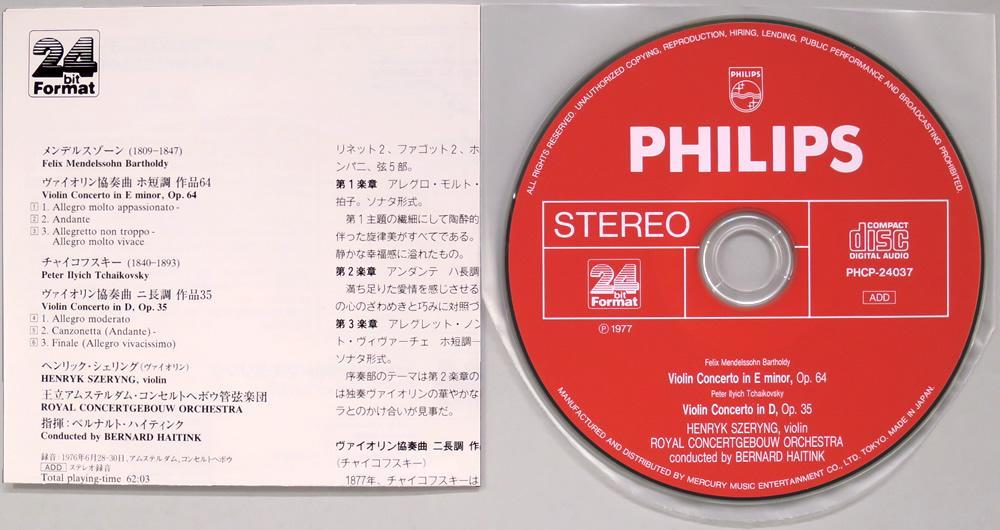 24
bit
Format
メンデルスゾーン (1809–1847)
Felix Mendelssohn Bartholdy
ヴァイオリン協奏曲 ホ短調 作品64
Violin Concerto in E minor, Op. 64
1 1. Allegro molto appassionato -
2 2. Andante
3 3. Allegretto non troppo -
Allegro molto vivace
チャイコフスキー (1840–1893)
Peter Ilyich Tchaikovsky
ヴァイオリン協奏曲 ニ長調 作品35
Violin Concerto in D, Op. 35
4 1. Allegro moderato
5 2. Canzonetta (Andante) -
6 3. Finale (Allegro vivacissimo)
ヘンリック・シェリング(ヴァイオリン)
HENRYK SZERYNG, violin
王立アムステルダム・コンセルトヘボウ管弦楽団
ROYAL CONCERTGEBOUW ORCHESTRA
指揮:ベルナルト・ハイティンク
Conducted by BERNARD HAITINK
録音:1976年6月28-30日、アムステルダム、コンセルトヘボウ
ADD ステレオ録音
Total playing-time 62:03
リネット2、ファゴット2、ホ
ンパニ、弦5部。
第1楽章 アレグロ・モルト・
拍子。ソナタ形式。
第1主題の繊細にして陶酔的
伴った旋律美がすべてである。
静かな幸福感に溢れたもの。
第2楽章 アンダンテ ハ長調
満ち足りた愛情を感じさせる
の心のざわめきと巧みに対照づ
第3楽章 アレグレット・ノン
ト・ヴィヴァーチェ ホ短調―
ソナタ形式。
序奏部のテーマは第2楽章の
は独奏ヴァイオリンの華やかな
ラとのかけ合いが見事だ。
ヴァイオリン協奏曲 ニ長調 作
(チャイコフスキー)
1877年、チャイコフスキーは
ALL RIGHTS RESERVED. UNAUTHORIZED COPYING, REPRODUCTION, HIRING, LENDING, PUBLIC PERFORMANCE AND BROADCASTING PROHIBITED.
PHILIPS
PHILIPS
STEREO
COMPACT
disc
DIGITAL AUDIO
PHCP-24037
ADD
24
bit
Format
Ⓟ 1977
Felix Mendelssohn Bartholdy
Violin Concerto in E minor, Op. 64
Peter Ilyich Tchaikovsky
Violin Concerto in D, Op. 35
HENRYK SZERYNG, violin
ROYAL CONCERTGEBOUW ORCHESTRA
conducted by BERNARD HAITINK
MANUFACTURED AND DISTRIBUTED BY MERCURY MUSIC ENTERTAINMENT CO., LTD. TOKYO. MADE IN JAPAN.